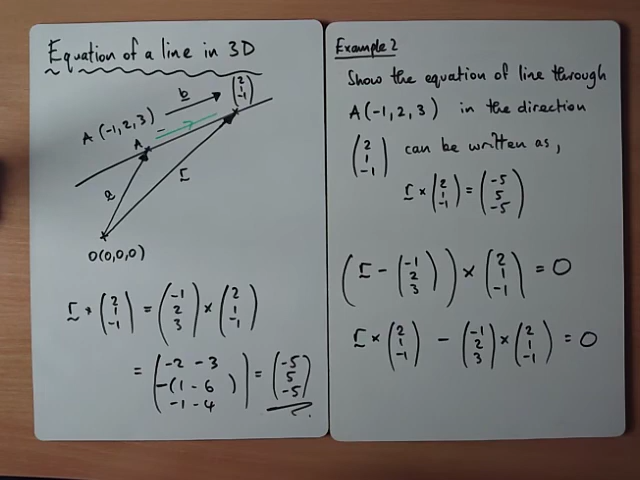 Equation of a line in 3D
b
(2 1 -1)
A (-1, 2, 3)
A
a
r
O(0,0,0)
r × (2 1 -1) = (-1 2 3) × (2 1 -1)
= (-2 - 3 -(1 - 6) -1 - 4) = (-5 5 -5)
Example 2
Show the equation of line through
A (-1, 2, 3) in the direction
(2 1 -1) can be written as,
r × (2 1 -1) = (-5 5 -5)
(r - (-1 2 3)) × (2 1 -1) = 0
r × (2 1 -1) - (-1 2 3) × (2 1 -1) = 0